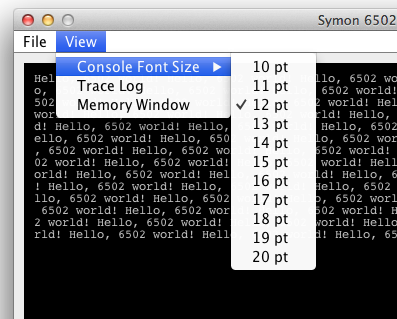 Symon 6502
File View
Console Font Size
Trace Log
Memory Window
10 pt
11 pt
12 pt
13 pt
14 pt
15 pt
16 pt
17 pt
18 pt
19 pt
20 pt
Hel
o,
502
wor
d! Hello, 6502 world! Hello,
ello, 6502 world! Hello, 650
, 6502 world! Hello, 6502
02 world! Hello, 6502 world!
orld! Hello, 6502 world!
! Hello, 6502 world! Hello,
llo, 6502 world! Hello, 6502
6502 world! Hello, 6502
2 world! Hello, 6502 world!
rld! Hello, 6502 world! Hell